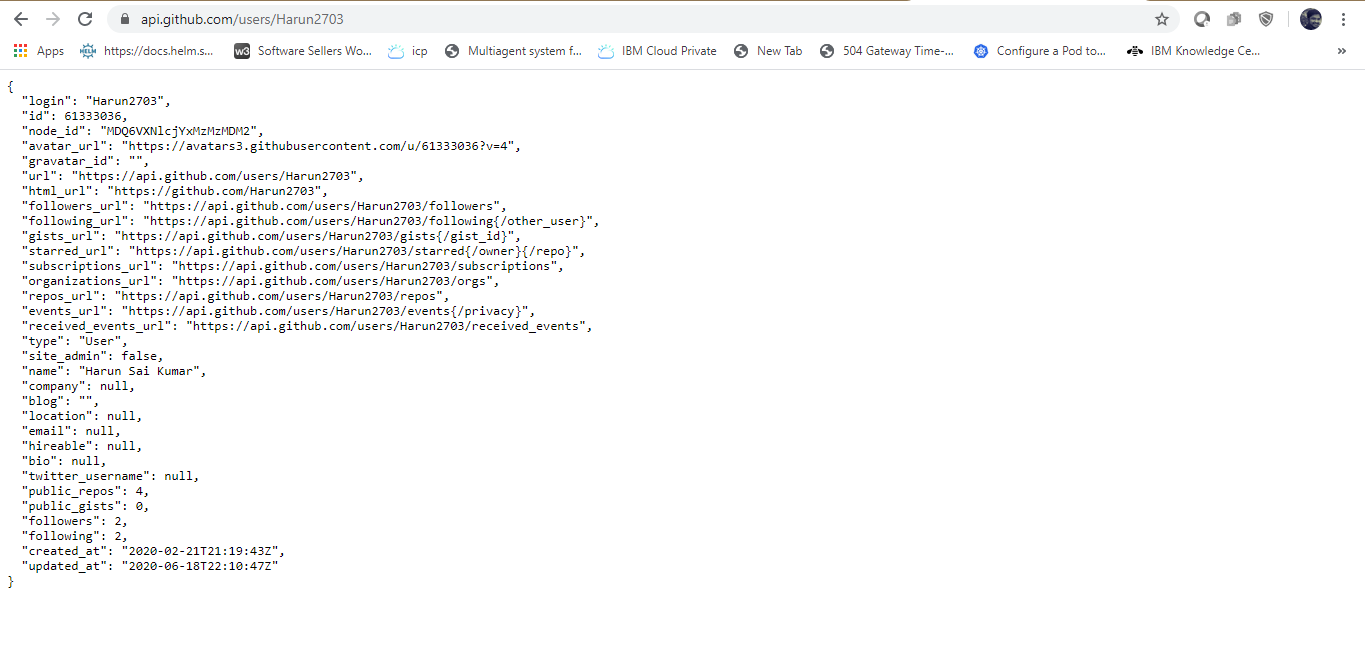 api.github.com/users/Harun2703
Apps https://docs.helm.s... w3 Software Sellers Wo... icp Multiagent system f... IBM Cloud Private New Tab 504 Gateway Time-... Configure a Pod to... IBM Knowledge Ce... »
{
"login": "Harun2703",
"id": 61333036,
"node_id": "MDQ6VXNlcjYxMzMzMDM2",
"avatar_url": "https://avatars3.githubusercontent.com/u/61333036?v=4",
"gravatar_id": "",
"url": "https://api.github.com/users/Harun2703",
"html_url": "https://github.com/Harun2703",
"followers_url": "https://api.github.com/users/Harun2703/followers",
"following_url": "https://api.github.com/users/Harun2703/following{/other_user}",
"gists_url": "https://api.github.com/users/Harun2703/gists{/gist_id}",
"starred_url": "https://api.github.com/users/Harun2703/starred{/owner}{/repo}",
"subscriptions_url": "https://api.github.com/users/Harun2703/subscriptions",
"organizations_url": "https://api.github.com/users/Harun2703/orgs",
"repos_url": "https://api.github.com/users/Harun2703/repos",
"events_url": "https://api.github.com/users/Harun2703/events{/privacy}",
"received_events_url": "https://api.github.com/users/Harun2703/received_events",
"type": "User",
"site_admin": false,
"name": "Harun Sai Kumar",
"company": null,
"blog": "",
"location": null,
"email": null,
"hireable": null,
"bio": null,
"twitter_username": null,
"public_repos": 4,
"public_gists": 0,
"followers": 2,
"following": 2,
"created_at": "2020-02-21T21:19:43Z",
"updated_at": "2020-06-18T22:10:47Z"
}